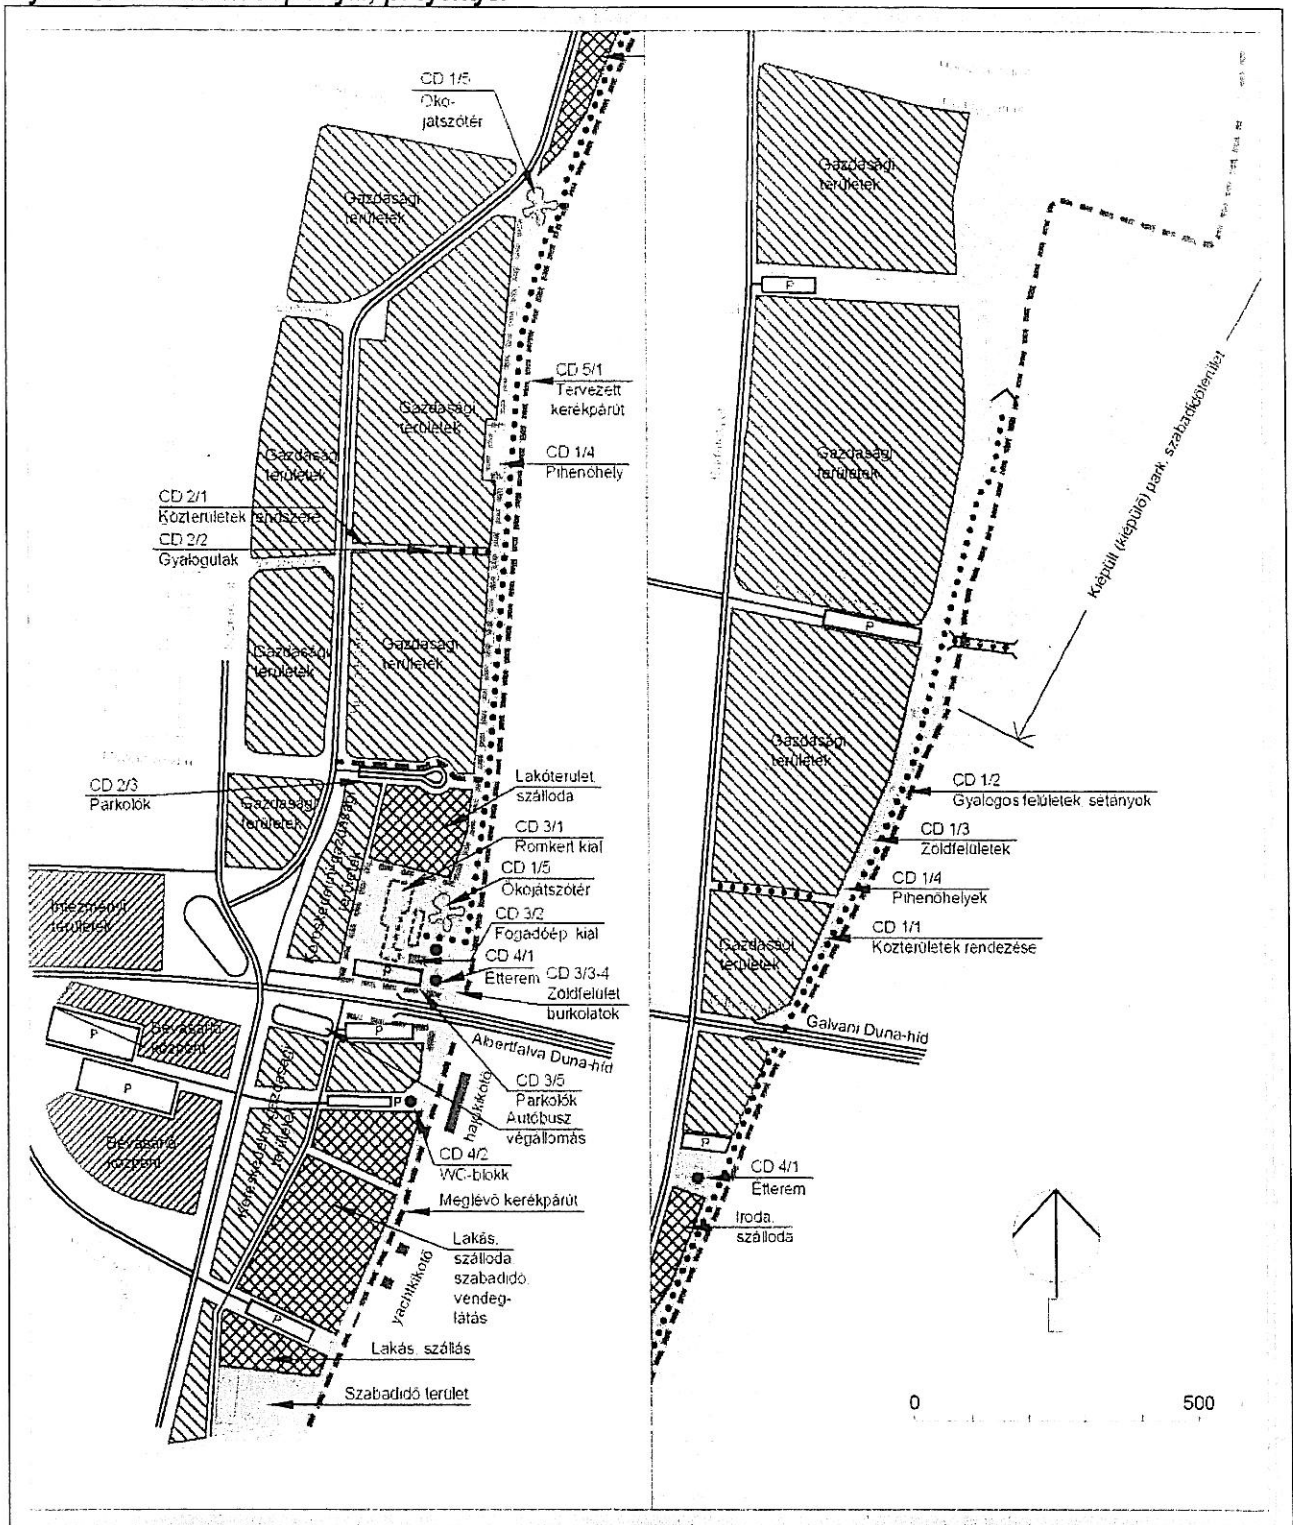 CD 1/5
Öko-
játszótér
Gazdasági
területek
Gazdasági
területek
CD 5/1
Tervezett
kerékpárút
Gazdasági
területek
Gazdasági
területek
CD 1/4
Pihenőhely
Gazdasági
területek
CD 2/1
Közterületek rendszere
CD 2/2
Gyalogutak
P
Kiépült (kiépülő) park, szabadidőterület
P
Gazdasági
területek
Gazdasági
területek
Gazdasági
területek
CD 2/3
Parkolók
Gazdasági
területek
Lakóterület,
szálloda
CD 1/2
Gyalogos felületek, sétányok
CD 3/1
Romkert kial
CD 1/3
Zöldfelületek
Kereskedelmi gazdasági
területek
CD 1/5
Ökojátszótér
CD 1/4
Pihenőhelyek
Intézményi
területek
CD 3/2
Fogadóép kial
CD 1/1
Közterületek rendezése
Gazdasági
területek
CD 4/1
Étterem
CD 3/3-4
Zöldfelület
burkolatok
P
Galvani Duna-híd
Albertfalva Duna-híd
P
P
Bevásárló
központ
P
CD 3/5
Parkolók
Autóbusz
végállomás
hajókikötő
P
Kereskedelmi gazdasági
területek
Bevásárló
központ
CD 4/2
WC-blokk
P
CD 4/1
Étterem
Meglévő kerékpárút
Iroda,
szálloda
Lakás,
szálloda,
szabadidő,
vendég-
látás
yachtkikötő
P
Lakás, szállás
Szabadidő terület
0 500